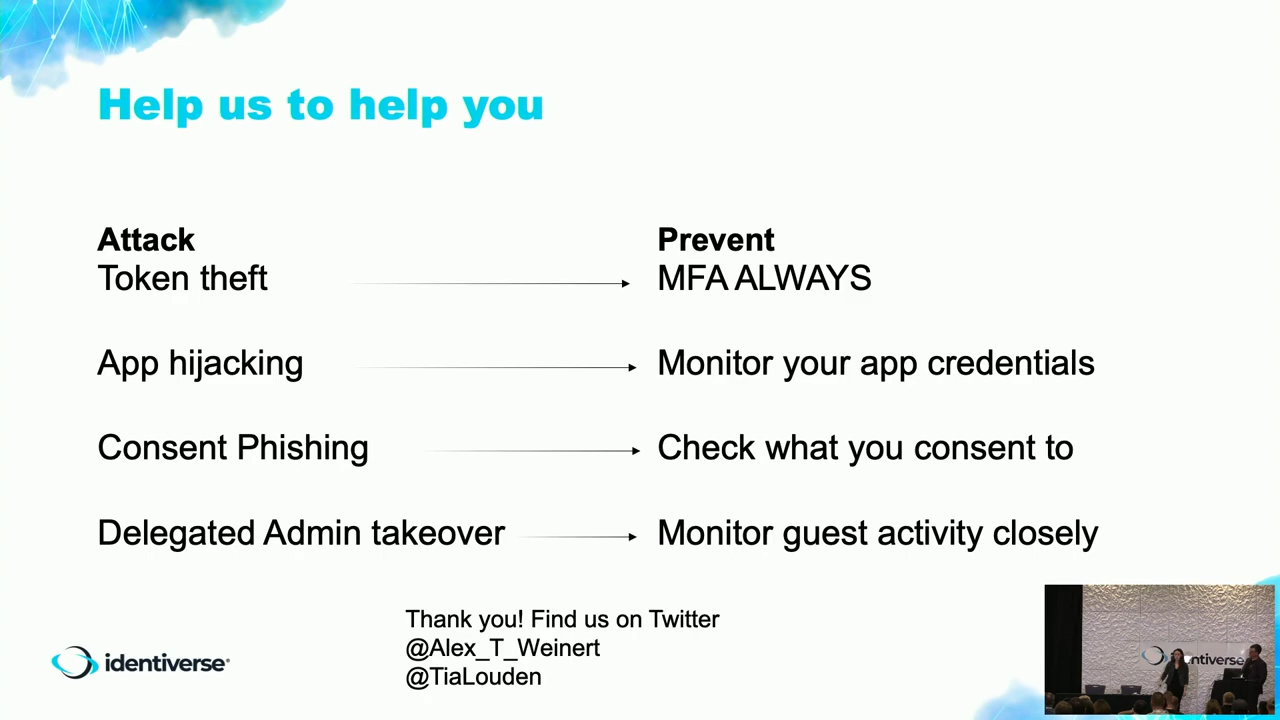 Help us to help you
Attack
Prevent
Token theft
MFA ALWAYS
App hijacking
Monitor your app credentials
Consent Phishing
Check what you consent to
Delegated Admin takeover
Monitor guest activity closely
Thank you! Find us on Twitter
@Alex_T_Weinert
@TiaLouden
identiverse®
identiverse